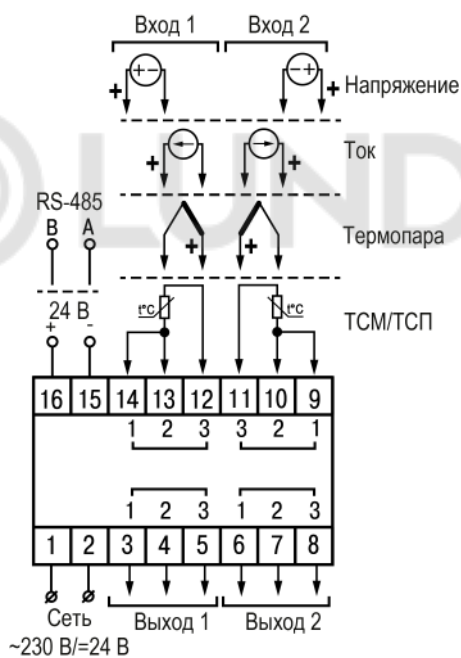 Вход 1 Вход 2
+ - - +
+ + Напряжение
LUND
Ток
+ +
RS-485
B A
Термопара
+ +
24 В
+ -
t°C t°C
ТСМ/ТСП
16 15 14 13 12 11 10 9
1 2 3 3 2 1
1 2 3 1 2 3
1 2 3 4 5 6 7 8
Сеть
~230 В/=24 В
Выход 1 Выход 2